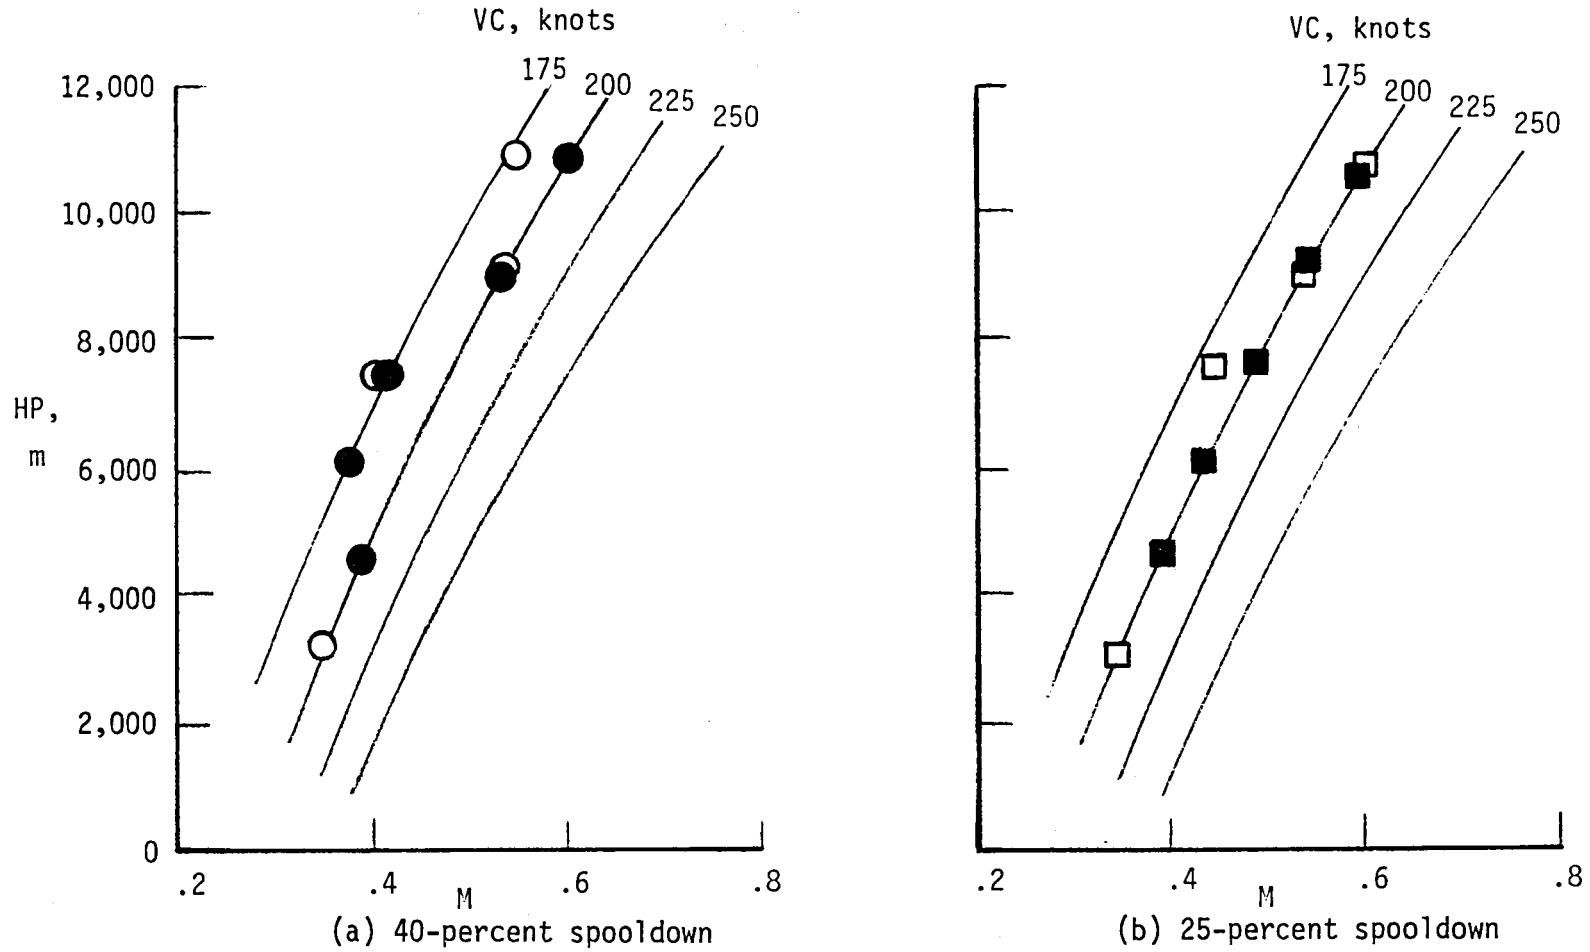 VC, knots
175
200
225
250
12,000
10,000
8,000
HP,
m
6,000
4,000
2,000
0
.2
.4
.6
.8
M
(a) 40-percent spooldown
VC, knots
175
200
225
250
.2
.4
.6
.8
M
(b) 25-percent spooldown